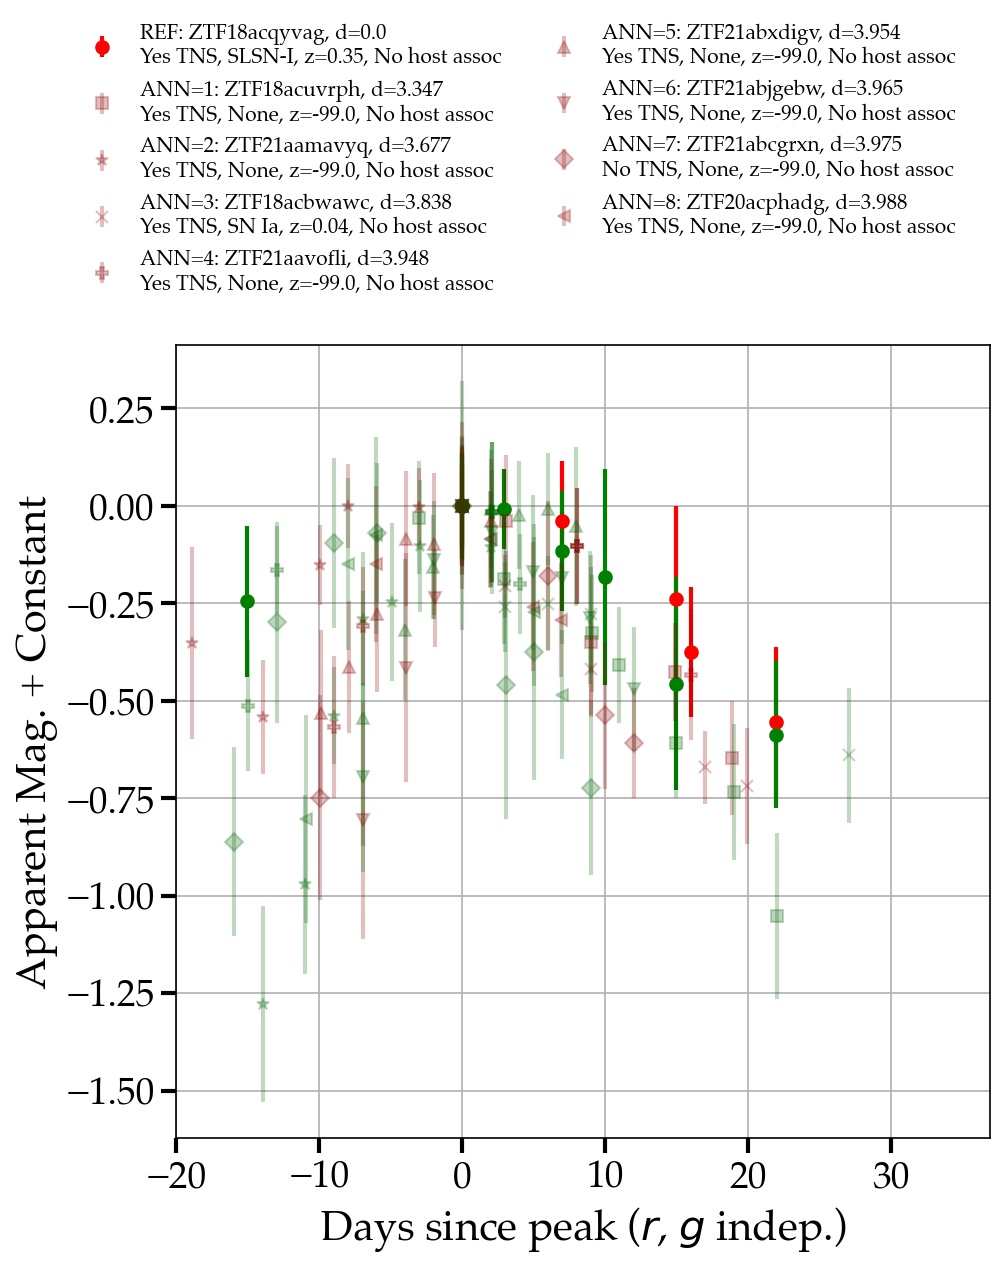 REF: ZTF18acqyvag, d=0.0
Yes TNS, SLSN-I, z=0.35, No host assoc
ANN=1: ZTF18acuvrph, d=3.347
Yes TNS, None, z=-99.0, No host assoc
ANN=2: ZTF21aamavyq, d=3.677
Yes TNS, None, z=-99.0, No host assoc
ANN=3: ZTF18acbwawc, d=3.838
Yes TNS, SN Ia, z=0.04, No host assoc
ANN=4: ZTF21aavofli, d=3.948
Yes TNS, None, z=-99.0, No host assoc
ANN=5: ZTF21abxdigv, d=3.954
Yes TNS, None, z=-99.0, No host assoc
ANN=6: ZTF21abjgebw, d=3.965
Yes TNS, None, z=-99.0, No host assoc
ANN=7: ZTF21abcgrxn, d=3.975
No TNS, None, z=-99.0, No host assoc
ANN=8: ZTF20acphadg, d=3.988
Yes TNS, None, z=-99.0, No host assoc
Apparent Mag. + Constant
0.25
0.00
−0.25
−0.50
−0.75
−1.00
−1.25
−1.50
−20
−10
0
10
20
30
Days since peak (r, g indep.)